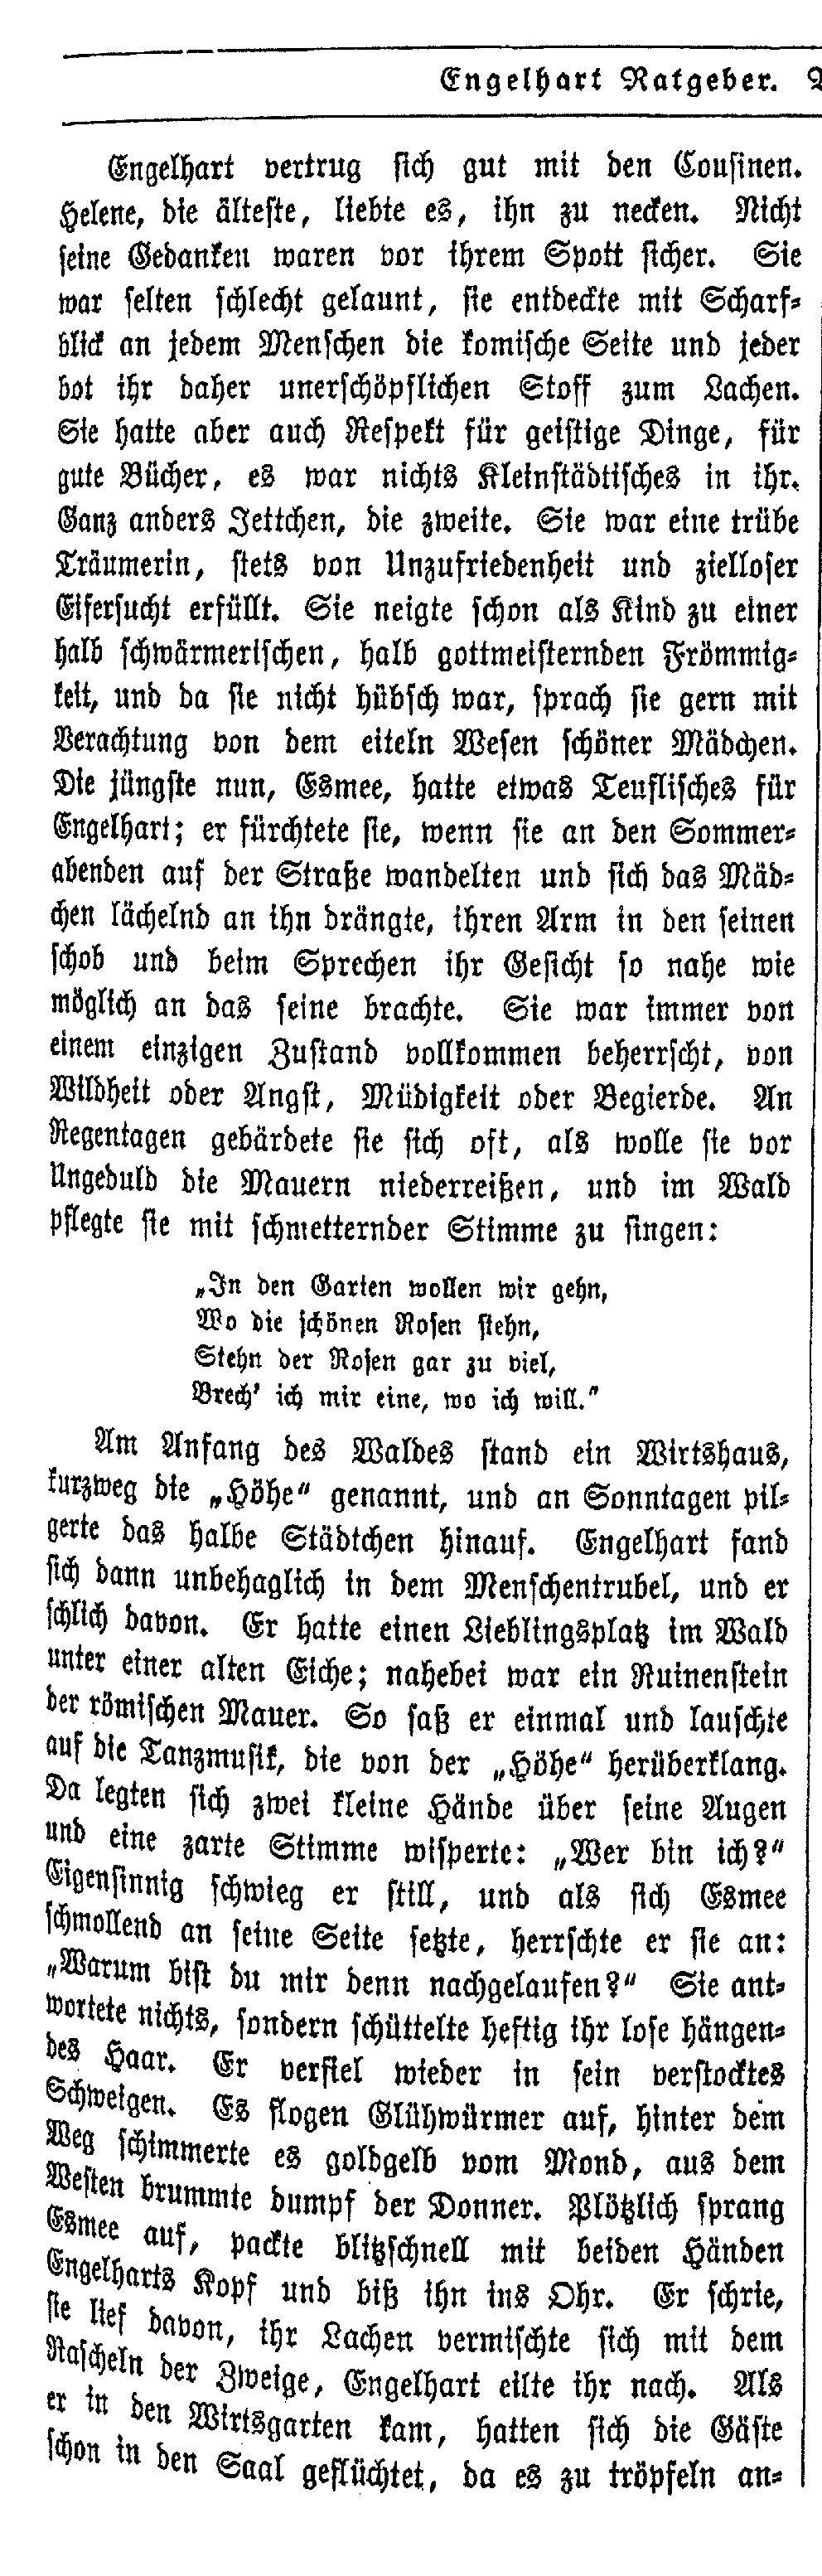 Engelhart Ratgeber.
Engelhart vertrug sich gut mit den Cousinen.
Helene, die älteste, liebte es, ihn zu necken. Nicht
seine Gedanken waren vor ihrem Spott sicher. Sie
war selten schlecht gelaunt, sie entdeckte mit Scharf-
blick an jedem Menschen die komische Seite und jeder
bot ihr daher unerschöpflichen Stoff zum Lachen.
Sie hatte aber auch Respekt für geistige Dinge, für
gute Bücher, es war nichts Kleinstädtisches in ihr.
Ganz anders Jettchen, die zweite. Sie war eine trübe
Träumerin, stets von Unzufriedenheit und zielloser
Eifersucht erfüllt. Sie neigte schon als Kind zu einer
halb schwärmerischen, halb gottmeisternden Frömmig-
keit, und da sie nicht hübsch war, sprach sie gern mit
Verachtung von dem eiteln Wesen schöner Mädchen.
Die jüngste nun, Esmee, hatte etwas Teuflisches für
Engelhart; er fürchtete sie, wenn sie an den Sommer-
abenden auf der Straße wandelten und sich das Mäd-
chen lächelnd an ihn drängte, ihren Arm in den seinen
schob und beim Sprechen ihr Gesicht so nahe wie
möglich an das seine brachte. Sie war immer von
einem einzigen Zustand vollkommen beherrscht, von
Wildheit oder Angst, Müdigkeit oder Begierde. An
Regentagen gebärdete sie sich oft, als wolle sie vor
Ungeduld die Mauern niederreißen, und im Wald
pflegte sie mit schmetternder Stimme zu singen:
„In den Garten wollen wir gehn,
Wo die schönen Rosen stehn,
Stehn der Rosen gar zu viel,
Brech' ich mir eine, wo ich will.“
Am Anfang des Waldes stand ein Wirtshaus,
kurzweg die „Höhe“ genannt, und an Sonntagen pil-
gerte das halbe Städtchen hinauf. Engelhart fand
sich dann unbehaglich in dem Menschentrubel, und er
schlich davon. Er hatte einen Lieblingsplatz im Wald
unter einer alten Eiche; nahebei war ein Ruinenstein
der römischen Mauer. So saß er einmal und lauschte
auf die Tanzmusik, die von der „Höhe“ herüberklang.
Da legten sich zwei kleine Hände über seine Augen
und eine zarte Stimme wisperte: „Wer bin ich?“
Eigensinnig schwieg er still, und als sich Esmee
schmollend an seine Seite setzte, herrschte er sie an:
„Warum bist du mir denn nachgelaufen?“ Sie ant-
wortete nichts, sondern schüttelte heftig ihr lose hängen-
des Haar. Er verfiel wieder in sein verstocktes
Schweigen. Es flogen Glühwürmer auf, hinter dem
Weg schimmerte es goldgelb vom Mond, aus dem
Westen brummte dumpf der Donner. Plötzlich sprang
Esmee auf, packte blitzschnell mit beiden Händen
Engelharts Kopf und biß ihn ins Ohr. Er schrie,
sie lief davon, ihr Lachen vermischte sich mit dem
Rascheln der Zweige, Engelhart eilte ihr nach. Als
er in den Wirtsgarten kam, hatten sich die Gäste
schon in den Saal geflüchtet, da es zu tröpfeln an-